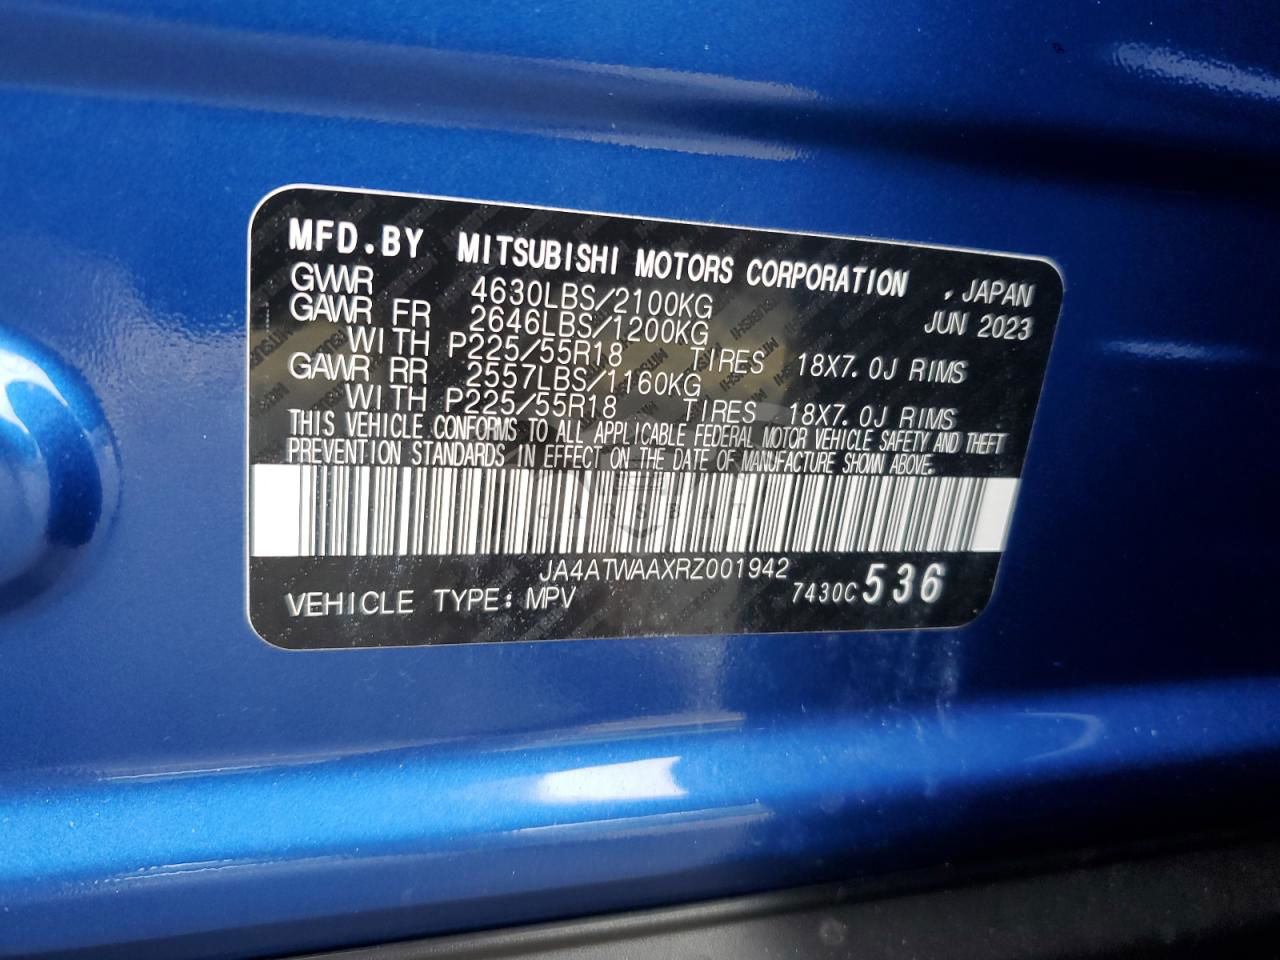 MFD.BY MITSUBISHI MOTORS CORPORATION , JAPAN
GVWR 4630LBS/2100KG JUN 2023
GAWR FR 2646LBS/1200KG
WITH P225/55R18 TIRES 18X7.0J RIMS
GAWR RR 2557LBS/1160KG
WITH P225/55R18 TIRES 18X7.0J RIMS
THIS VEHICLE CONFORMS TO ALL APPLICABLE FEDERAL MOTOR VEHICLE SAFETY AND THEFT
PREVENTION STANDARDS IN EFFECT ON THE DATE OF MANUFACTURE SHOWN ABOVE.
JA4ATWAAXRZ001942
VEHICLE TYPE: MPV 7430C 536